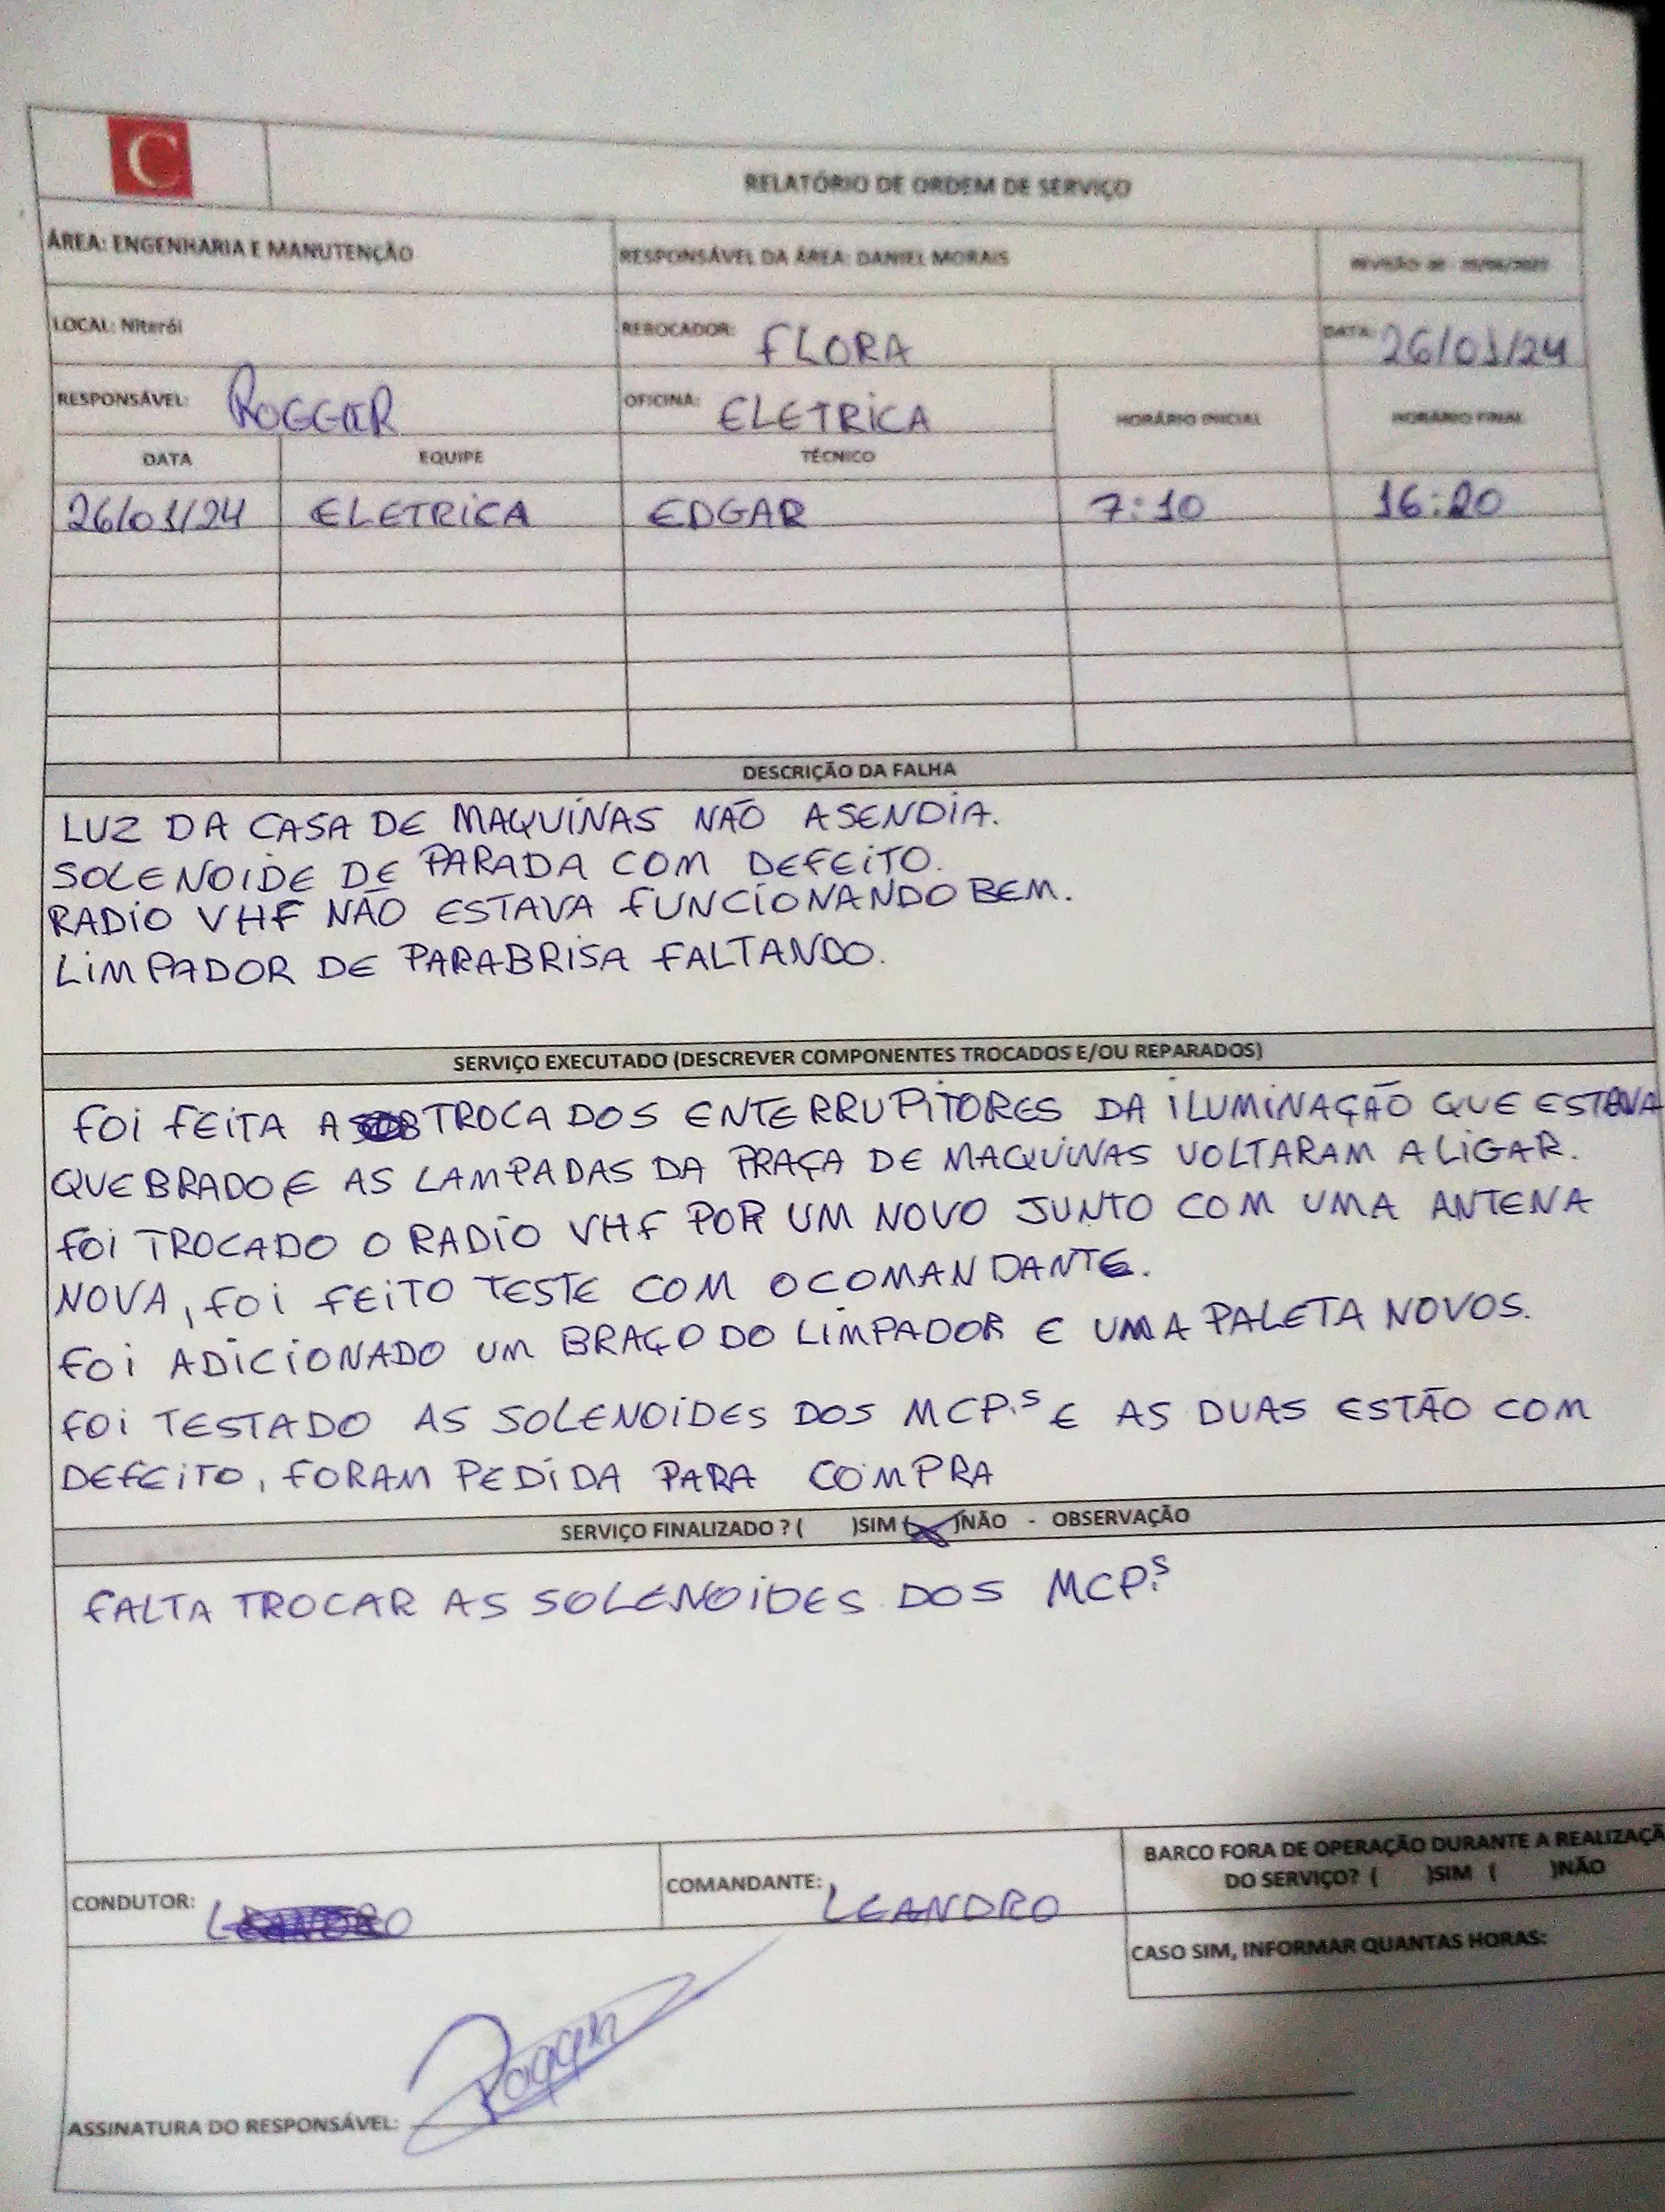 C
RELATÓRIO DE ORDEM DE SERVIÇO
ÁREA: ENGENHARIA E MANUTENÇÃO
RESPONSÁVEL DA ÁREA: DANIEL MORAIS
REVISÃO
LOCAL: Niterói
REBOCADOR: FLORA
DATA: 26/01/24
RESPONSÁVEL: ROGGER
OFICINA: ELETRICA
HORÁRIO INICIAL
HORÁRIO FINAL
DATA EQUIPE TÉCNICO
26/01/24 ELETRICA EDGAR 7:10 16:20
DESCRIÇÃO DA FALHA
LUZ DA CASA DE MAQUINAS NÃO ASENDIA.
SOLENOIDE DE PARADA COM DEFEITO.
RADIO VHF NÃO ESTAVA FUNCIONANDO BEM.
LIMPADOR DE PARABRISA FALTANDO.
SERVIÇO EXECUTADO (DESCREVER COMPONENTES TROCADOS E/OU REPARADOS)
FOI FEITA A TROCA DOS ENTERRUPITORES DA ILUMINAÇÃO QUE ESTAVA
QUEBRADO E AS LAMPADAS DA PRAÇA DE MAQUINAS VOLTARAM A LIGAR.
FOI TROCADO O RADIO VHF POR UM NOVO JUNTO COM UMA ANTENA
NOVA, FOI FEITO TESTE COM O COMANDANTE.
FOI ADICIONADO UM BRAÇO DO LIMPADOR E UMA PALETA NOVOS.
FOI TESTADO AS SOLENOIDES DOS MCP.S E AS DUAS ESTÃO COM
DEFEITO, FORAM PEDIDA PARA COMPRA
SERVIÇO FINALIZADO ? ( )SIM (X)NÃO - OBSERVAÇÃO
FALTA TROCAR AS SOLENOIDES DOS MCP.S
CONDUTOR:
COMANDANTE: LEANDRO
BARCO FORA DE OPERAÇÃO DURANTE A REALIZAÇÃ
DO SERVIÇO? ( )SIM ( )NÃO
CASO SIM, INFORMAR QUANTAS HORAS:
ASSINATURA DO RESPONSÁVEL: Rogger